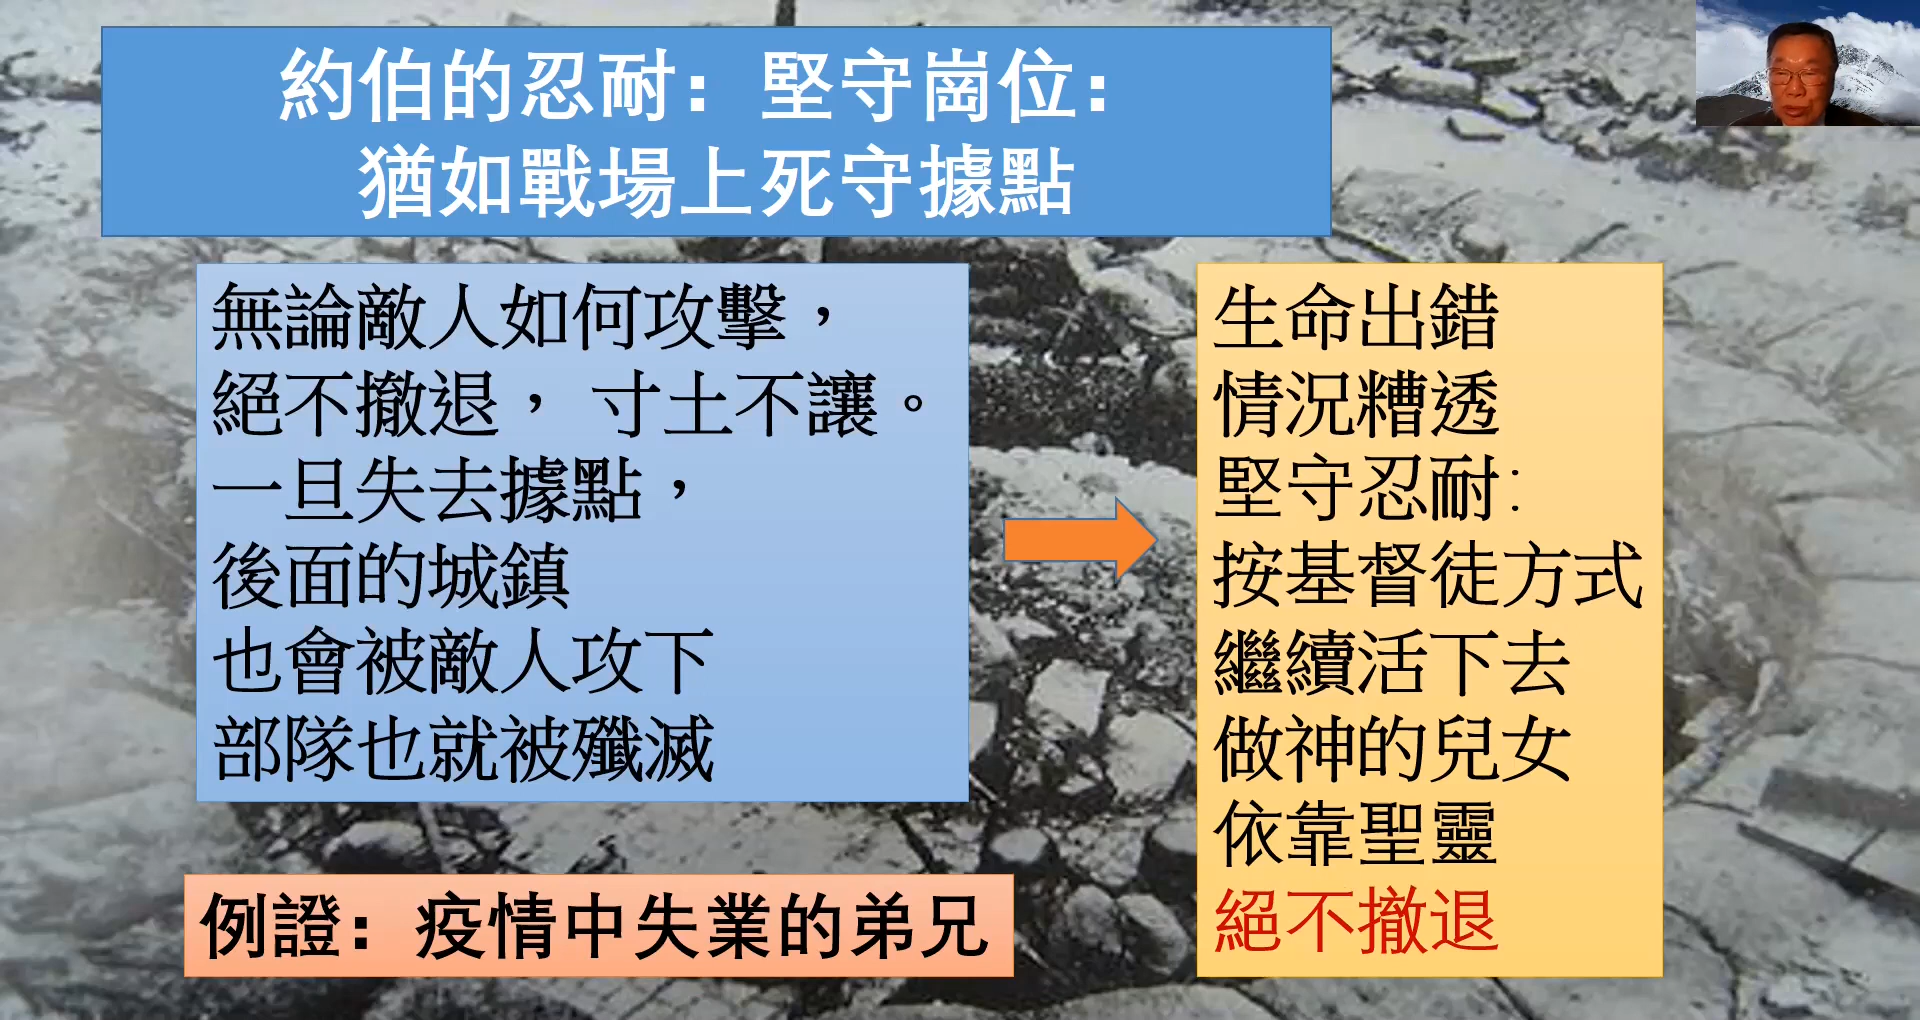 約伯的忍耐：堅守崗位：
猶如戰場上死守據點
無論敵人如何攻擊，
絕不撤退， 寸土不讓。
一旦失去據點，
後面的城鎮
也會被敵人攻下
部隊也就被殲滅
例證：疫情中失業的弟兄
生命出錯
情況糟透
堅守忍耐：
按基督徒方式
繼續活下去
做神的兒女
依靠聖靈
絕不撤退